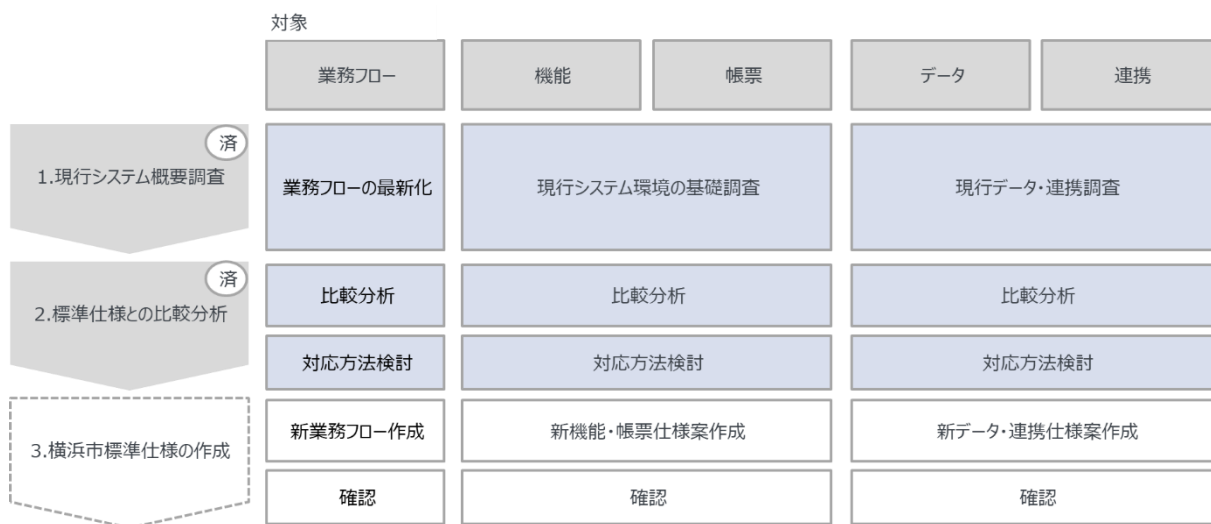 対象
業務フロー
機能
帳票
データ
連携
済
1.現行システム概要調査
業務フローの最新化
現行システム環境の基礎調査
現行データ・連携調査
済
2.標準仕様との比較分析
比較分析
比較分析
比較分析
対応方法検討
対応方法検討
対応方法検討
3.横浜市標準仕様の作成
新業務フロー作成
新機能・帳票仕様案作成
新データ・連携仕様案作成
確認
確認
確認